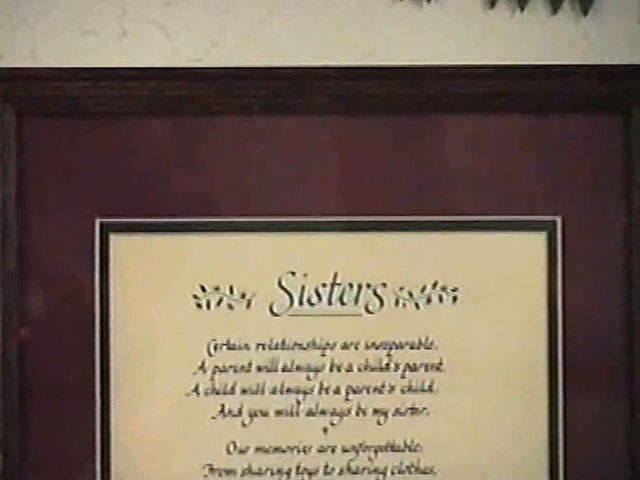 Sisters
Certain relationships are inseparable.
A parent will always be a child's parent.
A child will always be a parent's child.
And you will always be my sister.
Our memories are unforgettable:
From sharing toys to sharing clothes,